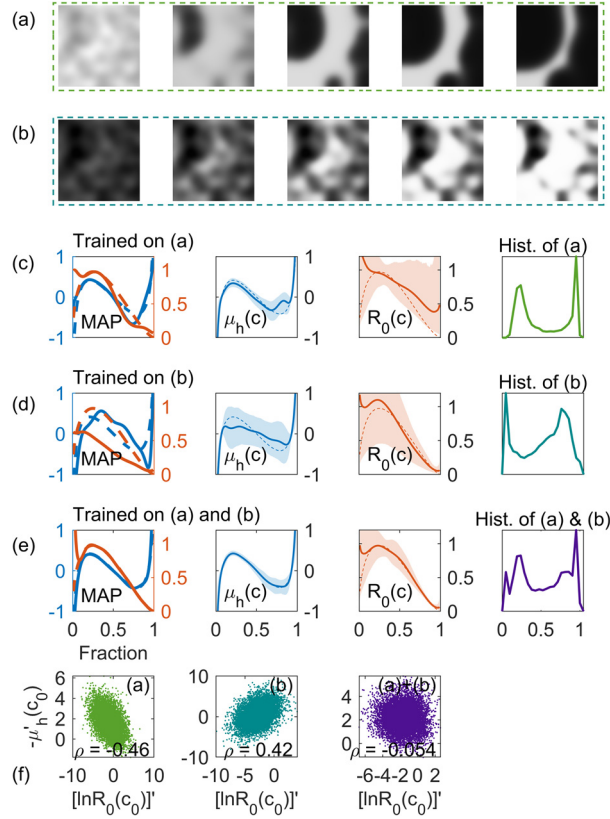 (a)
(b)
Trained on (a) Hist. of (a)
(c)
1 1 1
0 0.5 0 0.5
-1 0 -1 0
MAP μh(c) R0(c)
Trained on (b) Hist. of (b)
(d)
1 1 1
0 0.5 0 0.5
-1 0 -1 0
MAP μh(c) R0(c)
Trained on (a) and (b) Hist. of (a) & (b)
(e)
1 1 1
0 0.5 0 0.5
-1 0 -1 0
MAP μh(c) R0(c)
0 0.5 1 0 0.5 1 0 0.5 1 0 0.5 1
Fraction
(f)
-μ'h(c0)
6 4 2 0 (a) ρ = -0.46
-10 0 10
[lnR0(c0)]'
10 0 -10 (b) ρ = 0.42
-10 -5 0
[lnR0(c0)]'
4 2 0 (a)+(b) ρ = -0.054
-6 -4 -2 0 2
[lnR0(c0)]'